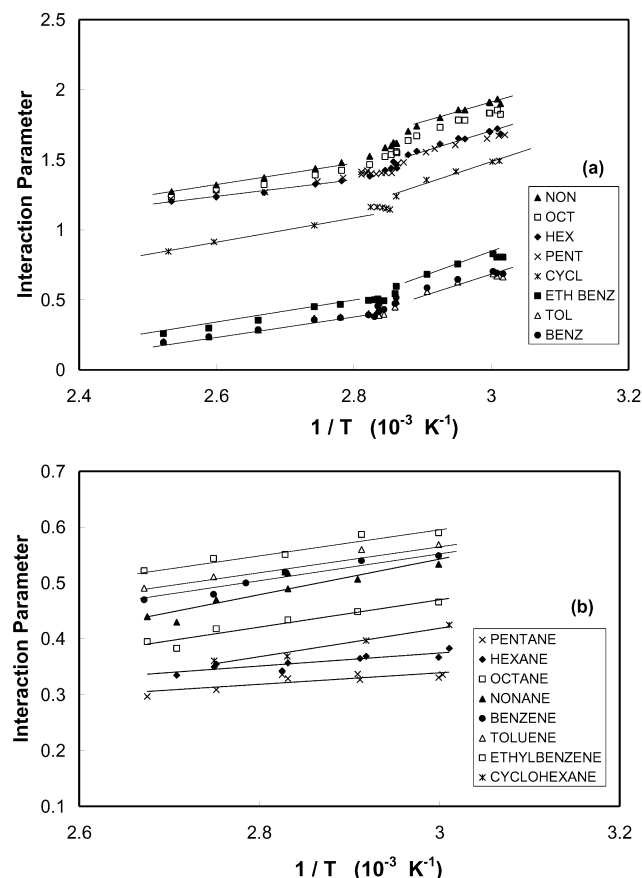 2.5
2
1.5
1
0.5
0
Interaction Parameter
2.4
2.6
2.8
3
3.2
1 / T (10⁻³ K⁻¹)
(a)
NON
OCT
HEX
PENT
CYCL
ETH BENZ
TOL
BENZ
0.7
0.6
0.5
0.4
0.3
0.2
0.1
Interaction Parameter
2.6
2.8
3
3.2
1 / T (10⁻³ K⁻¹)
(b)
PENTANE
HEXANE
OCTANE
NONANE
BENZENE
TOLUENE
ETHYLBENZENE
CYCLOHEXANE